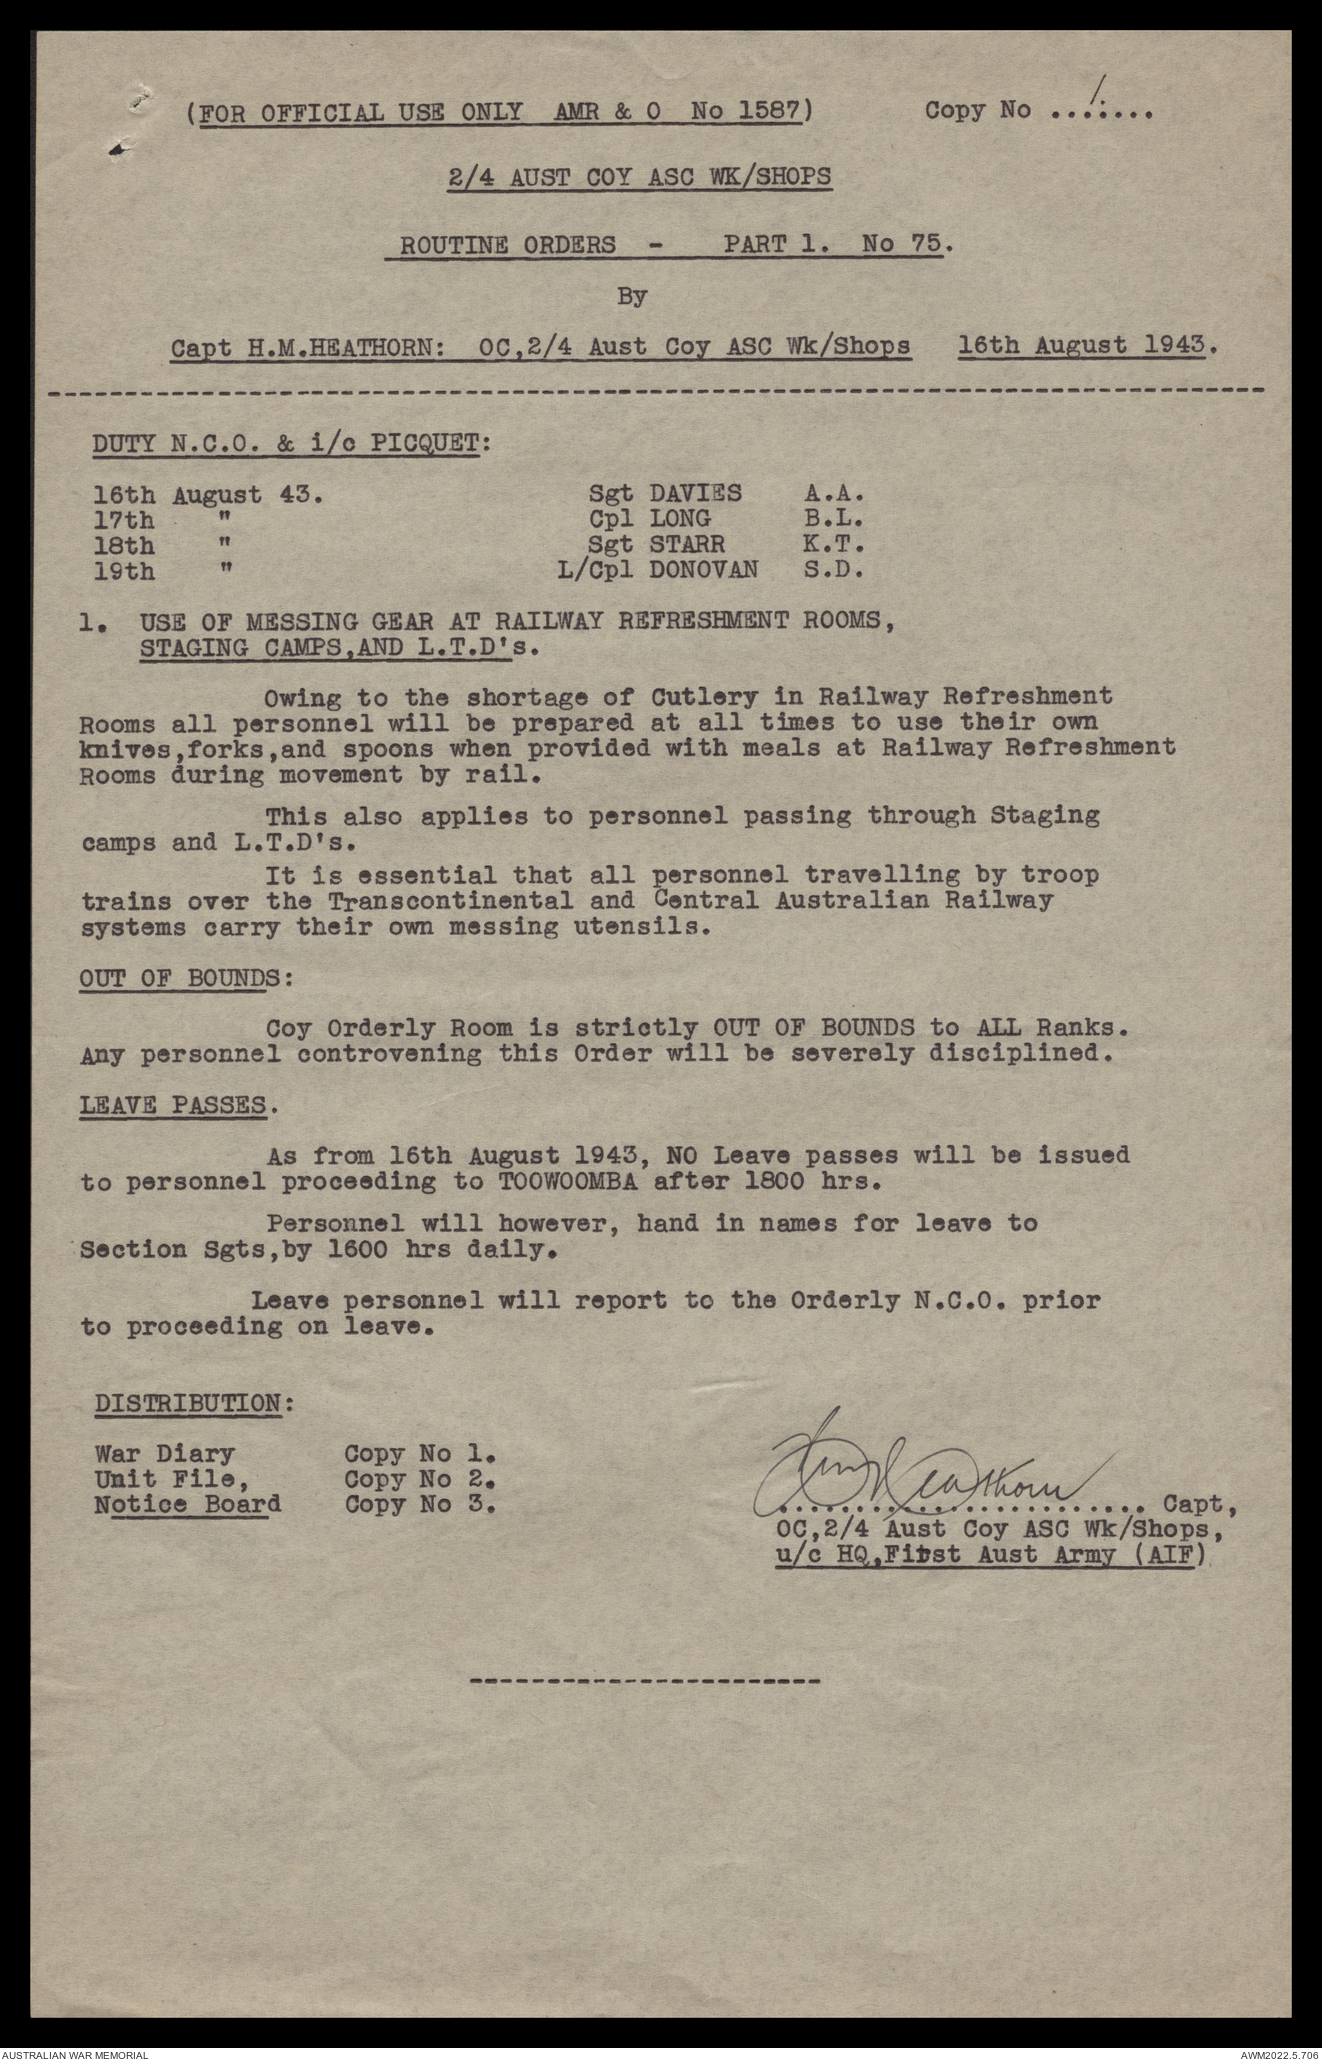 (FOR OFFICIAL USE ONLY AMR & O No 1587) Copy No ...1....
2/4 AUST COY ASC WK/SHOPS
ROUTINE ORDERS - PART 1. No 75.
By
Capt H.M.HEATHORN: OC,2/4 Aust Coy ASC Wk/Shops 16th August 1943.
DUTY N.C.O. & i/c PICQUET:
16th August 43. Sgt DAVIES A.A.
17th " Cpl LONG B.L.
18th " Sgt STARR K.T.
19th " L/Cpl DONOVAN S.D.
1. USE OF MESSING GEAR AT RAILWAY REFRESHMENT ROOMS,
STAGING CAMPS,AND L.T.D's.
Owing to the shortage of Cutlery in Railway Refreshment
Rooms all personnel will be prepared at all times to use their own
knives,forks,and spoons when provided with meals at Railway Refreshment
Rooms during movement by rail.
This also applies to personnel passing through Staging
camps and L.T.D's.
It is essential that all personnel travelling by troop
trains over the Transcontinental and Central Australian Railway
systems carry their own messing utensils.
OUT OF BOUNDS:
Coy Orderly Room is strictly OUT OF BOUNDS to ALL Ranks.
Any personnel controvening this Order will be severely disciplined.
LEAVE PASSES.
As from 16th August 1943, NO Leave passes will be issued
to personnel proceeding to TOOWOOMBA after 1800 hrs.
Personnel will however, hand in names for leave to
Section Sgts,by 1600 hrs daily.
Leave personnel will report to the Orderly N.C.O. prior
to proceeding on leave.
DISTRIBUTION:
War Diary Copy No 1.
Unit File, Copy No 2.
Notice Board Copy No 3.
HM Heathorn
........................ Capt,
OC,2/4 Aust Coy ASC Wk/Shops,
u/c HQ,First Aust Army (AIF)
AUSTRALIAN WAR MEMORIAL AWM2022.5.706